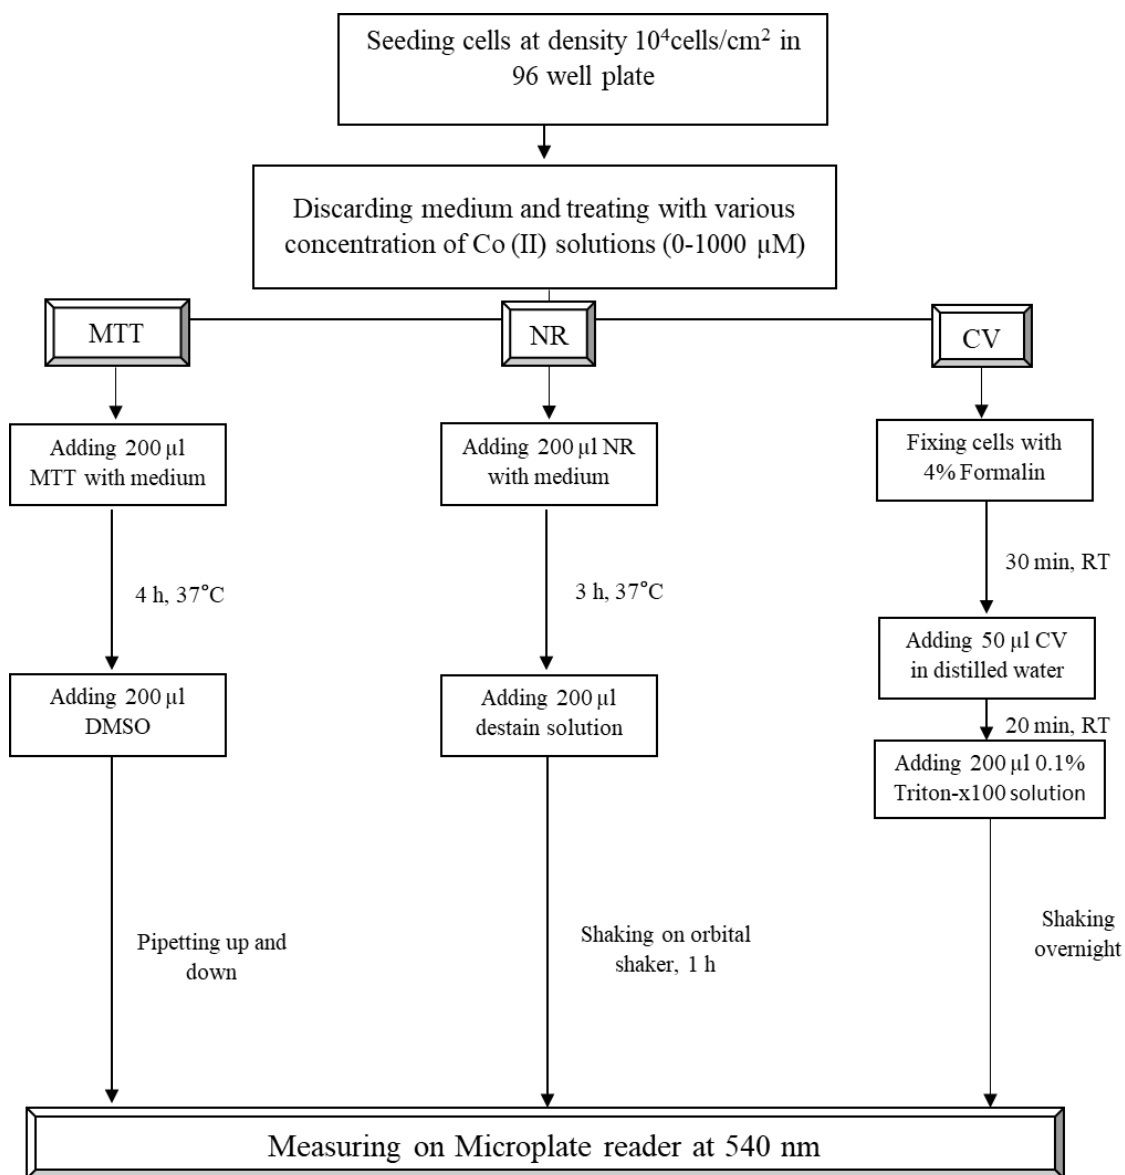 Seeding cells at density 10⁴cells/cm² in
96 well plate
Discarding medium and treating with various
concentration of Co (II) solutions (0-1000 µM)
MTT
NR
CV
Adding 200 µl
MTT with medium
Adding 200 µl NR
with medium
Fixing cells with
4% Formalin
4 h, 37°C
3 h, 37°C
30 min, RT
Adding 50 µl CV
in distilled water
Adding 200 µl
DMSO
Adding 200 µl
destain solution
20 min, RT
Adding 200 µl 0.1%
Triton-x100 solution
Pipetting up and
down
Shaking on orbital
shaker, 1 h
Shaking
overnight
Measuring on Microplate reader at 540 nm